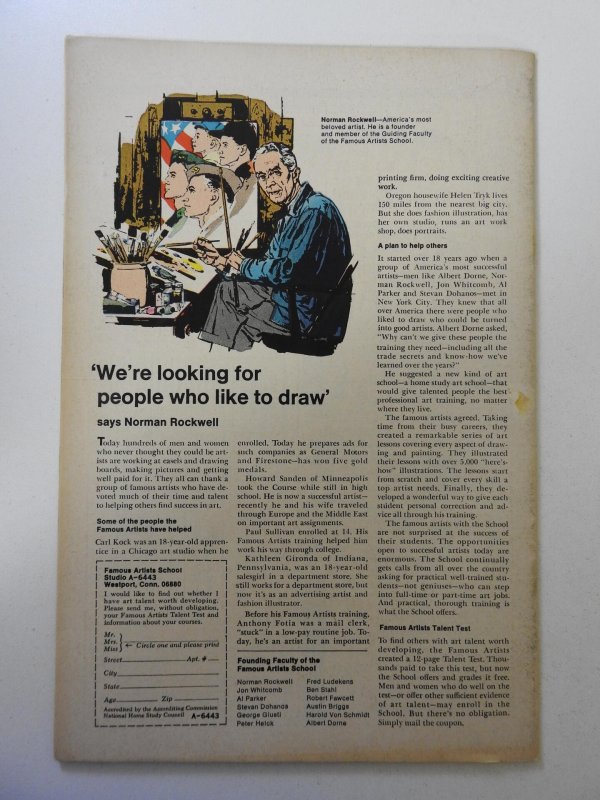 Norman Rockwell—America's most
beloved artist. He is a founder
and member of the Guiding Faculty
of the Famous Artists School.
'We're looking for
people who like to draw'
says Norman Rockwell
Today hundreds of men and women
who never thought they could be art-
ists are working at easels and drawing
boards, making pictures and getting
well paid for it. They all can thank a
group of famous artists who have de-
voted much of their time and talent
to helping others find success in art.
Some of the people the
Famous Artists have helped
Carl Kock was an 18-year-old appren-
tice in a Chicago art studio when he
Famous Artists School
Studio A-6443
Westport, Conn. 06880
I would like to find out whether I
have art talent worth developing.
Please send me, without obligation,
your Famous Artists Talent Test and
information about your courses.
Mr.
Mrs. ← Circle one and please print
Miss
Street Apt. #
City
State
Age Zip
Accredited by the Accrediting Commission
National Home Study Council A-6443
enrolled. Today he prepares ads for
such companies as General Motors
and Firestone—has won five gold
medals.
Howard Sanden of Minneapolis
took the Course while still in high
school. He is now a successful artist—
recently he and his wife traveled
through Europe and the Middle East
on important art assignments.
Paul Sullivan enrolled at 14. His
Famous Artists training helped him
work his way through college.
Kathleen Gironda of Indiana,
Pennsylvania, was an 18-year-old
salesgirl in a department store. She
still works for a department store, but
now it's as an advertising artist and
fashion illustrator.
Before his Famous Artists training,
Anthony Fotia was a mail clerk,
"stuck" in a low-pay routine job. To-
day, he's an artist for an important
Founding Faculty of the
Famous Artists School
Norman Rockwell
Jon Whitcomb
Al Parker
Stevan Dohanos
George Giusti
Peter Helck
Fred Ludekens
Ben Stahl
Robert Fawcett
Austin Briggs
Harold Von Schmidt
Albert Dorne
printing firm, doing exciting creative
work.
Oregon housewife Helen Tryk lives
150 miles from the nearest big city.
But she does fashion illustration, has
her own studio, runs an art work
shop, does portraits.
A plan to help others
It started over 18 years ago when a
group of America's most successful
artists—men like Albert Dorne, Nor-
man Rockwell, Jon Whitcomb, Al
Parker and Stevan Dohanos—met in
New York City. They knew that all
over America there were people who
liked to draw who could be turned
into good artists. Albert Dorne asked,
"Why can't we give these people the
training they need—including all the
trade secrets and know-how we've
learned over the years?"
He suggested a new kind of art
school—a home study art school—that
would give talented people the best
professional art training, no matter
where they live.
The famous artists agreed. Taking
time from their busy careers, they
created a remarkable series of art
lessons covering every aspect of draw-
ing and painting. They illustrated
their lessons with over 5,000 "here's-
how" illustrations. The lessons start
from scratch and cover every skill a
top artist needs. Finally, they de-
veloped a wonderful way to give each
student personal correction and ad-
vice all through his training.
The famous artists with the School
are not surprised at the success of
their students. The opportunities
open to successful artists today are
enormous. The School continually
gets calls from all over the country
asking for practical well-trained stu-
dents—not geniuses—who can step
into full-time or part-time art jobs.
And practical, thorough training is
what the School offers.
Famous Artists Talent Test
To find others with art talent worth
developing, the Famous Artists
created a 12-page Talent Test. Thou-
sands paid to take this test, but now
the School offers and grades it free.
Men and women who do well on the
test—or offer other sufficient evidence
of art talent—may enroll in the
School. But there's no obligation.
Simply mail the coupon.